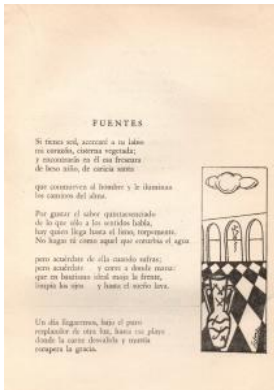 FUENTES
Si tienes sed, acercaré a tu labio
mi corazón, cisterna vegetada;
y encontrarás en él esa frescura
de beso niño, de caricia santa
que conmueven al hombre y le iluminan
los caminos del alma.
Por gustar el sabor quintaesenciado
de lo que sólo a los sentidos habla,
hay quien llega hasta el limo, torpemente.
No hagas tú como aquel que enturbia el agua
pero acuérdate de ella cuando sufras;
pero acuérdate y corre a donde mana:
que en bautismo ideal moja la frente,
limpia los ojos y hasta el sueño lava.
Un día llegaremos, bajo el puro
resplandor de otra luz, hasta esa playa
donde la carne desvalida y muerta
recupera la gracia.